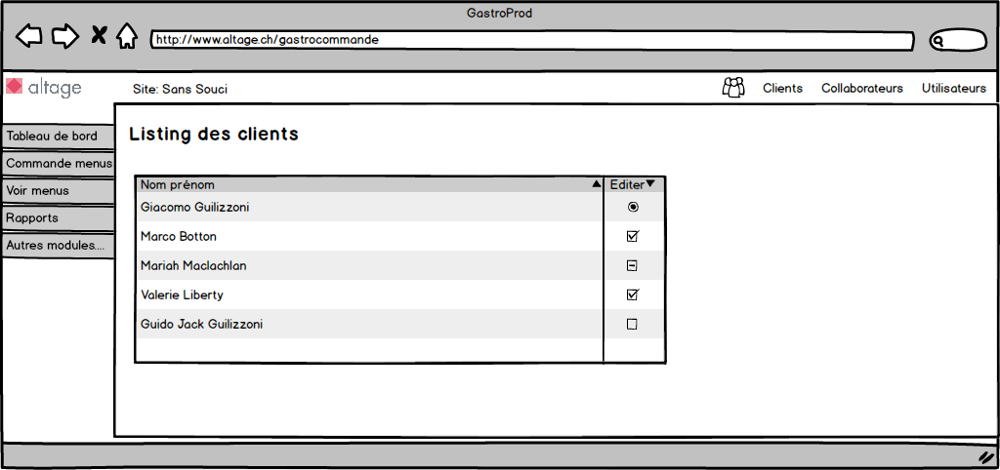 GastroProd
http://www.altage.ch/gastrocommande
altage
Site: Sans Souci
Clients
Collaborateurs
Utilisateurs
Tableau de bord
Commande menus
Voir menus
Rapports
Autres modules....
Listing des clients
Nom prénom Editer
Giacomo Guilizzoni
Marco Botton
Mariah Maclachlan
Valerie Liberty
Guido Jack Guilizzoni